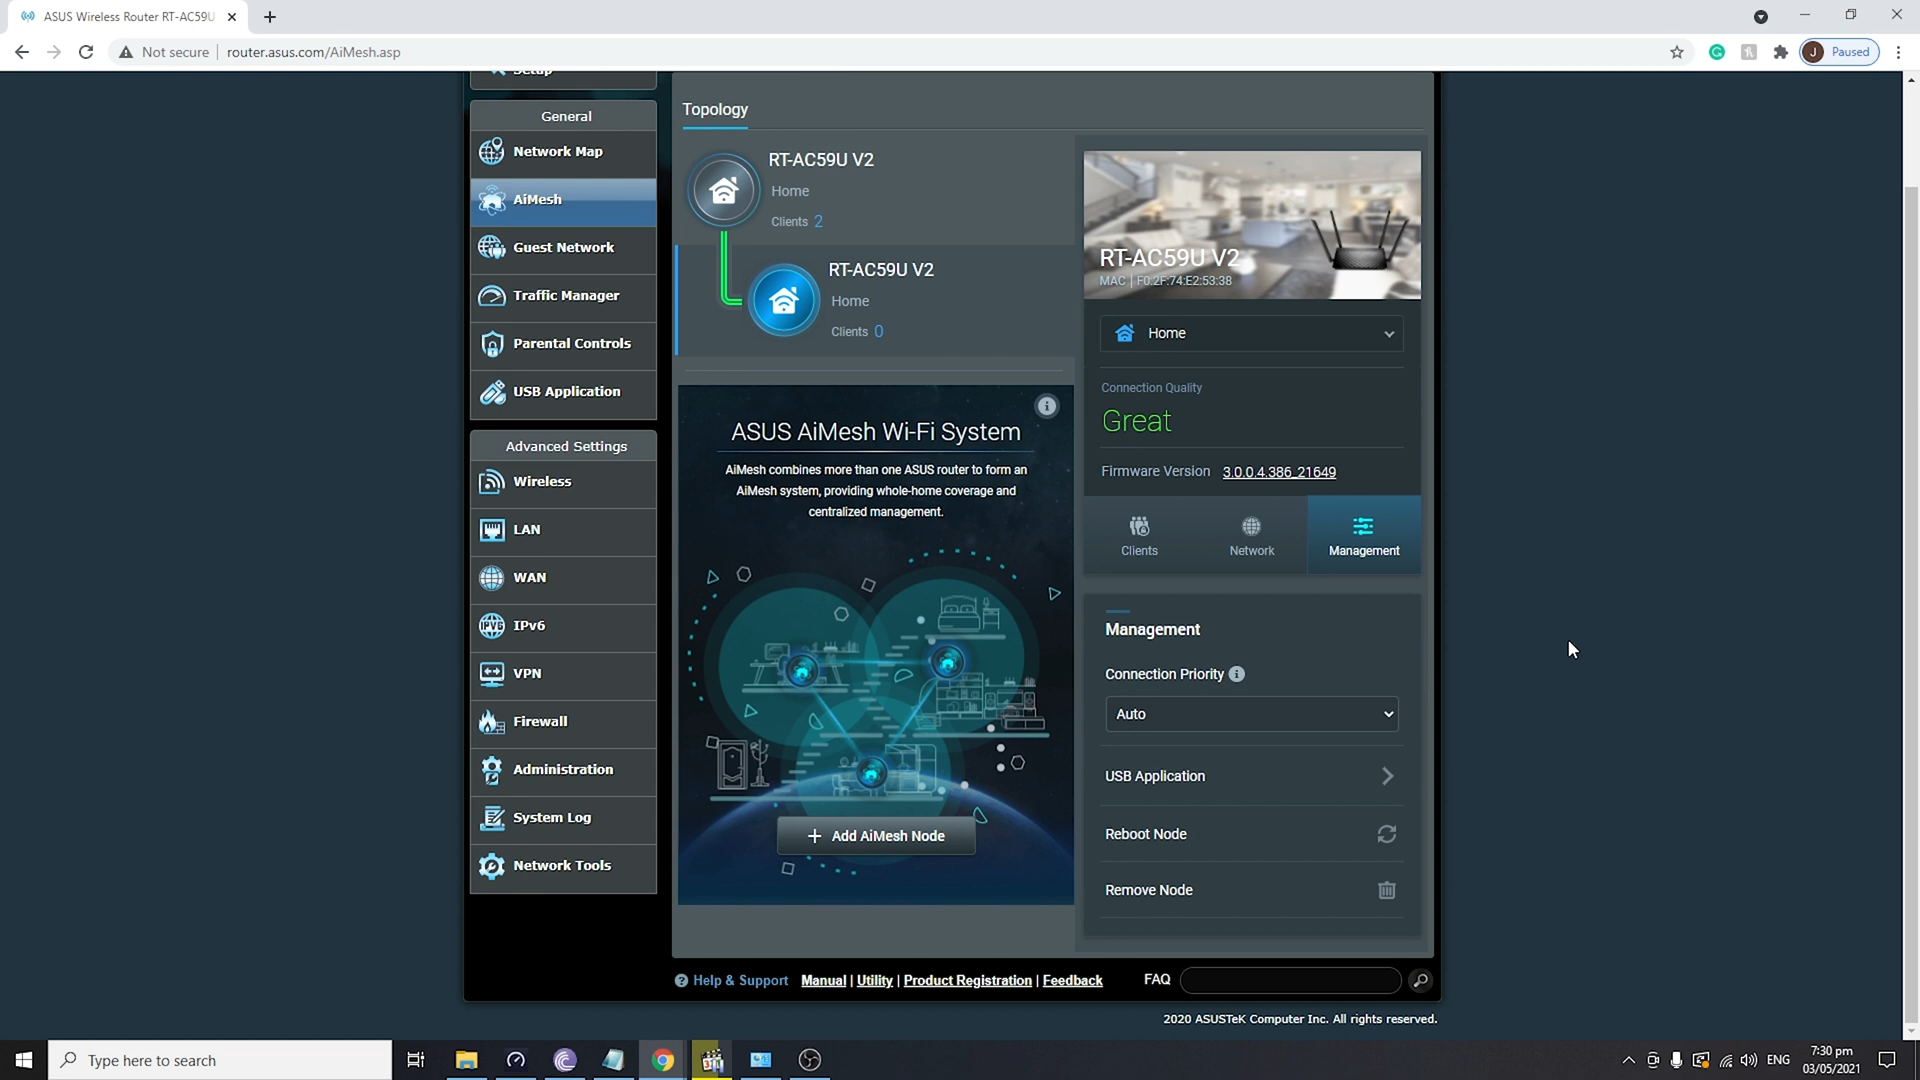 ASUS Wireless Router RT-AC59U
Not secure
router.asus.com/AiMesh.asp
J
Paused
Setup
General
Network Map
AiMesh
Guest Network
Traffic Manager
Parental Controls
USB Application
Advanced Settings
Wireless
LAN
WAN
IPv6
VPN
Firewall
Administration
System Log
Network Tools
Topology
RT-AC59U V2
Home
Clients 2
RT-AC59U V2
Home
Clients 0
ASUS AiMesh Wi-Fi System
AiMesh combines more than one ASUS router to form an
AiMesh system, providing whole-home coverage and
centralized management.
+ Add AiMesh Node
RT-AC59U V2
MAC | F0:2F:74:E2:53:38
Home
Connection Quality
Great
Firmware Version 3.0.0.4.386_21649
Clients
Network
Management
Management
Connection Priority
Auto
USB Application
Reboot Node
Remove Node
Help & Support Manual | Utility | Product Registration | Feedback FAQ
2020 ASUSTeK Computer Inc. All rights reserved.
Type here to search
ENG
7:30 pm
03/05/2021